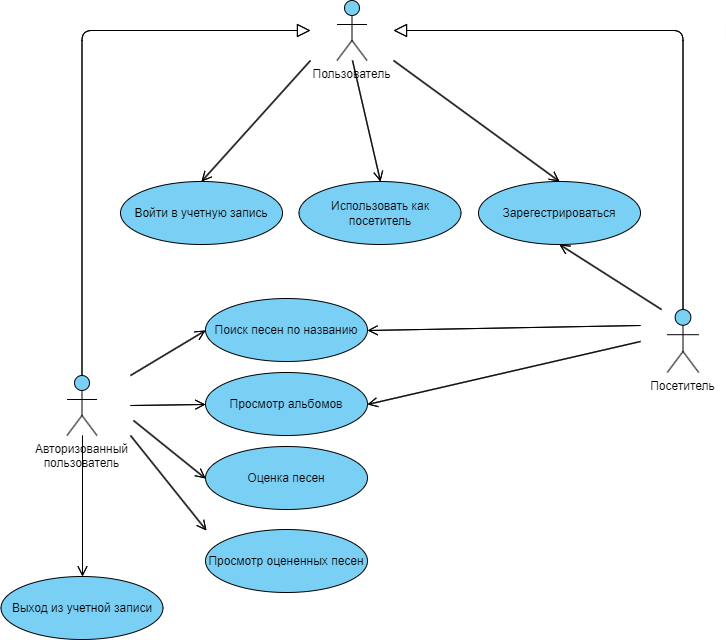 Пользователь
Войти в учетную запись
Использовать как
посетитель
Зарегестрироваться
Поиск песен по названию
Посетитель
Просмотр альбомов
Авторизованный
пользователь
Оценка песен
Просмотр оцененных песен
Выход из учетной записи